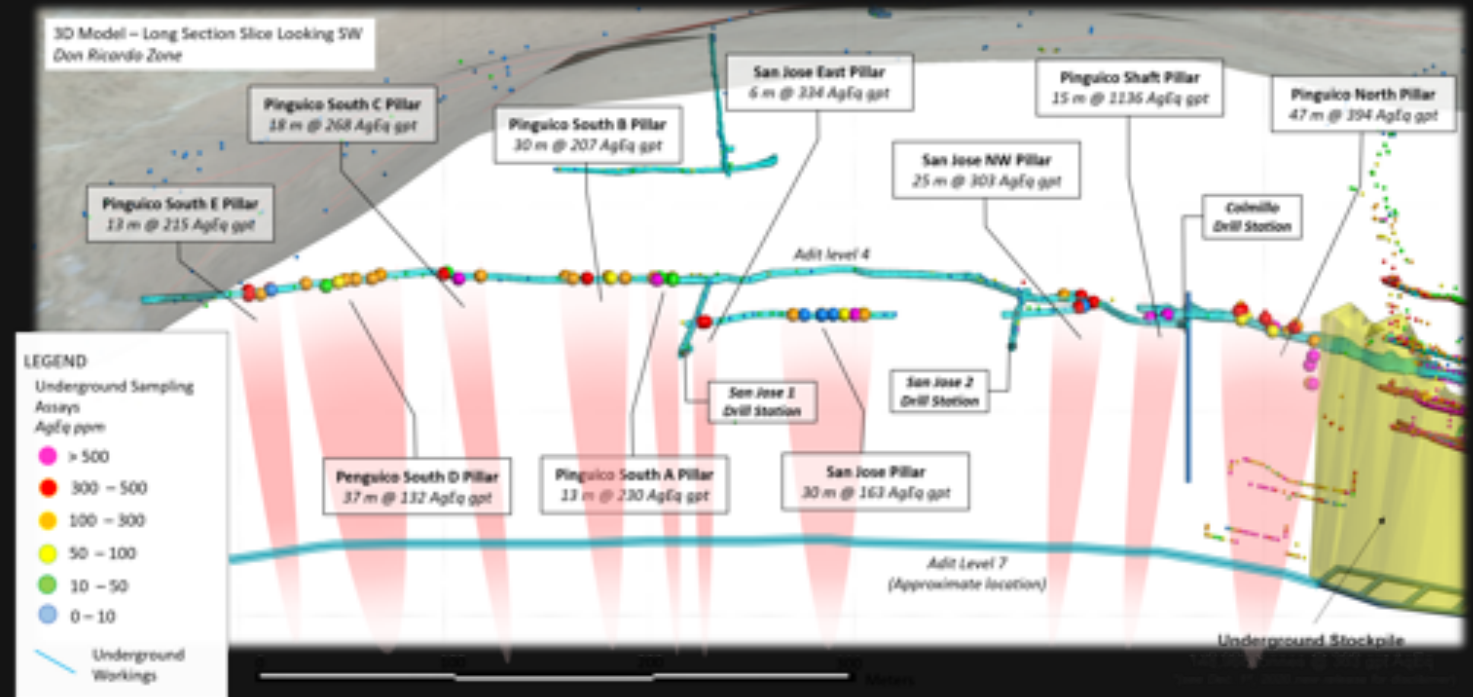 3D Model – Long Section Slice Looking SW
Don Ricardo Zone
San Jose East Pillar
6 m @ 334 AgEq gpt
Pinguico Shaft Pillar
15 m @ 1136 AgEq gpt
Pinguico North Pillar
47 m @ 394 AgEq gpt
Pinguico South C Pillar
18 m @ 268 AgEq gpt
Pinguico South B Pillar
30 m @ 207 AgEq gpt
San Jose NW Pillar
25 m @ 303 AgEq gpt
Pinguico South E Pillar
13 m @ 215 AgEq gpt
Colmillo
Drill Station
Adit level 4
San Jose 1
Drill Station
San Jose 2
Drill Station
Penguico South D Pillar
37 m @ 132 AgEq gpt
Pinguico South A Pillar
13 m @ 230 AgEq gpt
San Jose Pillar
30 m @ 163 AgEq gpt
Adit Level 7
(Approximate location)
Underground Stockpile
LEGEND
Underground Sampling
Assays
AgEq ppm
> 500
300 – 500
100 – 300
50 – 100
10 – 50
0 – 10
Underground
Workings
0 100 200 300
Meters